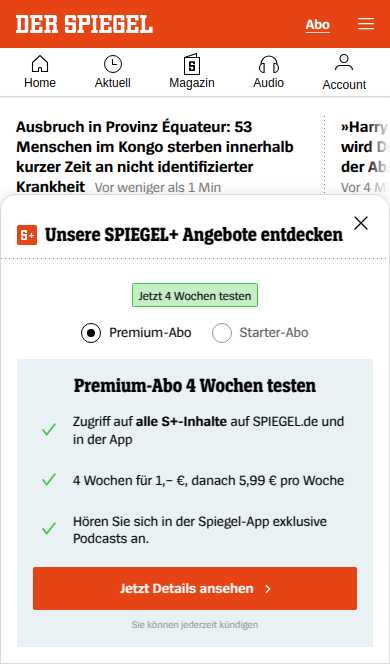 DER SPIEGEL
Abo
Home
Aktuell
Magazin
Audio
Account
Ausbruch in Provinz Équateur: 53
Menschen im Kongo sterben innerhalb
kurzer Zeit an nicht identifizierter
Krankheit Vor weniger als 1 Min
»Harry
wird D
der Ab
Vor 4 M
S+ Unsere SPIEGEL+ Angebote entdecken
Jetzt 4 Wochen testen
Premium-Abo
Starter-Abo
Premium-Abo 4 Wochen testen
Zugriff auf alle S+-Inhalte auf SPIEGEL.de und
in der App
4 Wochen für 1,– €, danach 5,99 € pro Woche
Hören Sie sich in der Spiegel-App exklusive
Podcasts an.
Jetzt Details ansehen
Sie können jederzeit kündigen